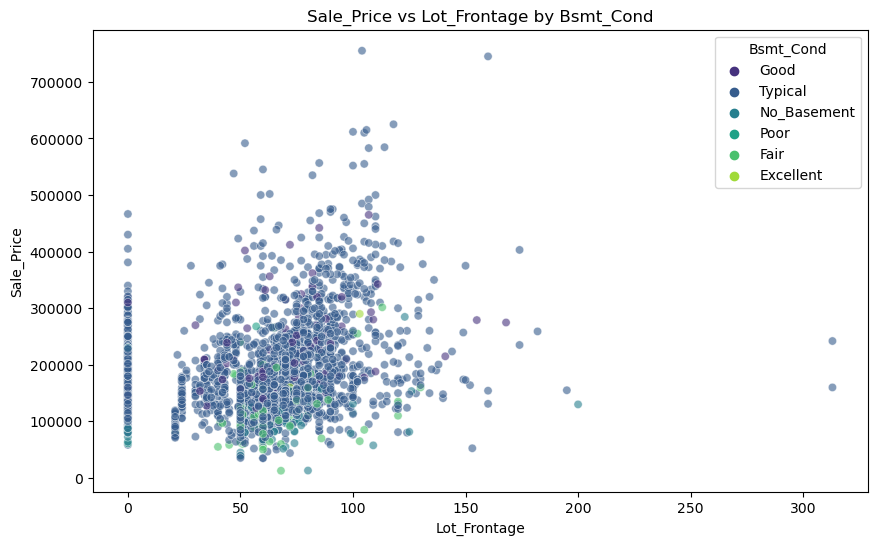 Sale_Price vs Lot_Frontage by Bsmt_Cond
Bsmt_Cond
Good
Typical
No_Basement
Poor
Fair
Excellent
Sale_Price
700000
600000
500000
400000
300000
200000
100000
0
0 50 100 150 200 250 300
Lot_Frontage